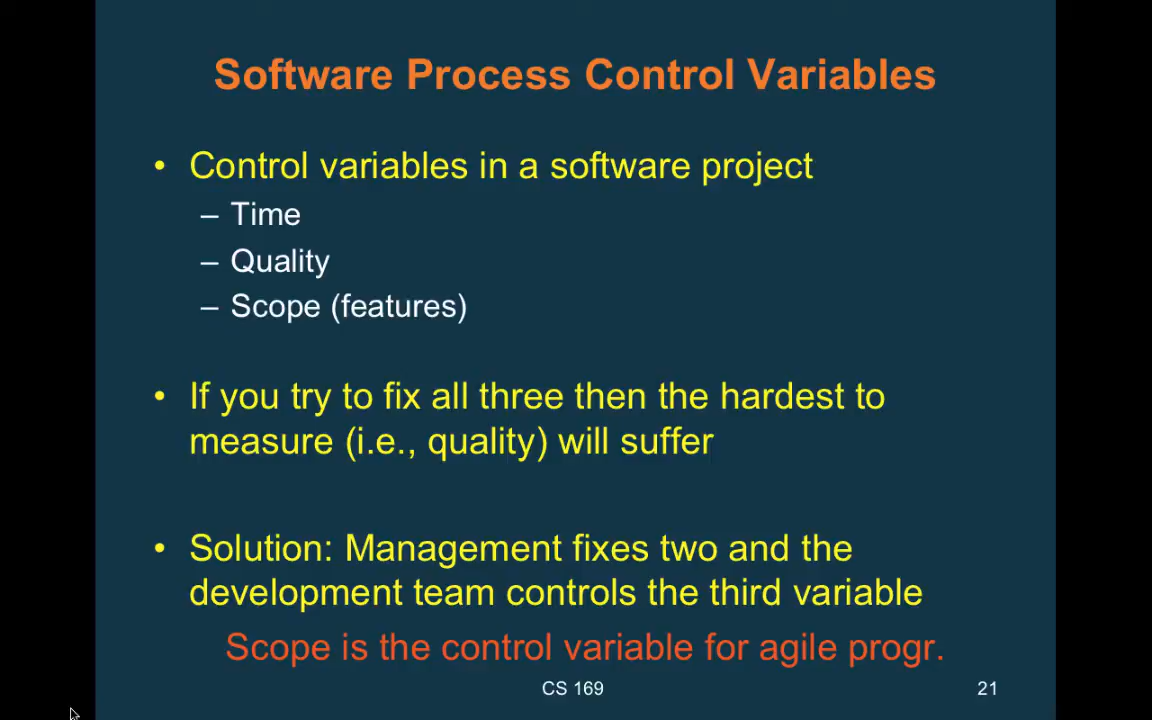 Software Process Control Variables
• Control variables in a software project
– Time
– Quality
– Scope (features)
• If you try to fix all three then the hardest to
measure (i.e., quality) will suffer
• Solution: Management fixes two and the
development team controls the third variable
Scope is the control variable for agile progr.
CS 169
21